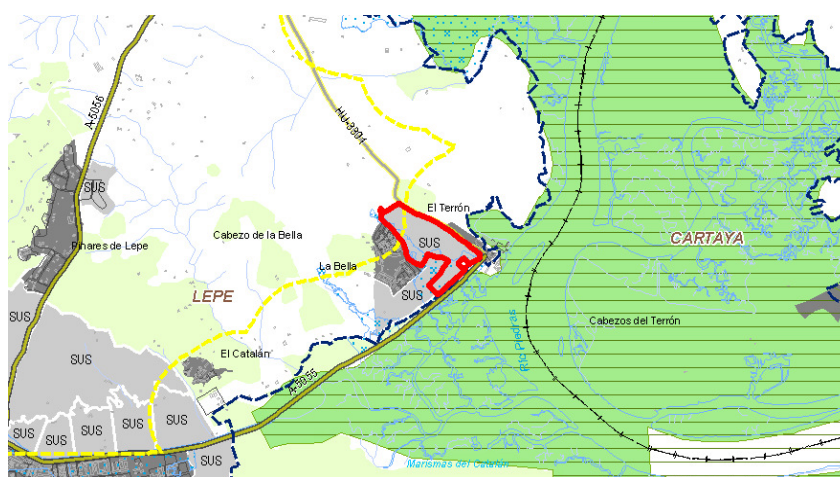 A-5056
HU-3301
SUS
El Terrón
Cabezo de la Bella
SUS
CARTAYA
Pinares de Lepe
La Bella
LEPE
SUS
SUS
Río Piedras
Cabezos del Terrón
SUS
El Catalán
A-5055
SUS
SUS
SUS
SUS
SUS
SUS
Marismas del Catalán